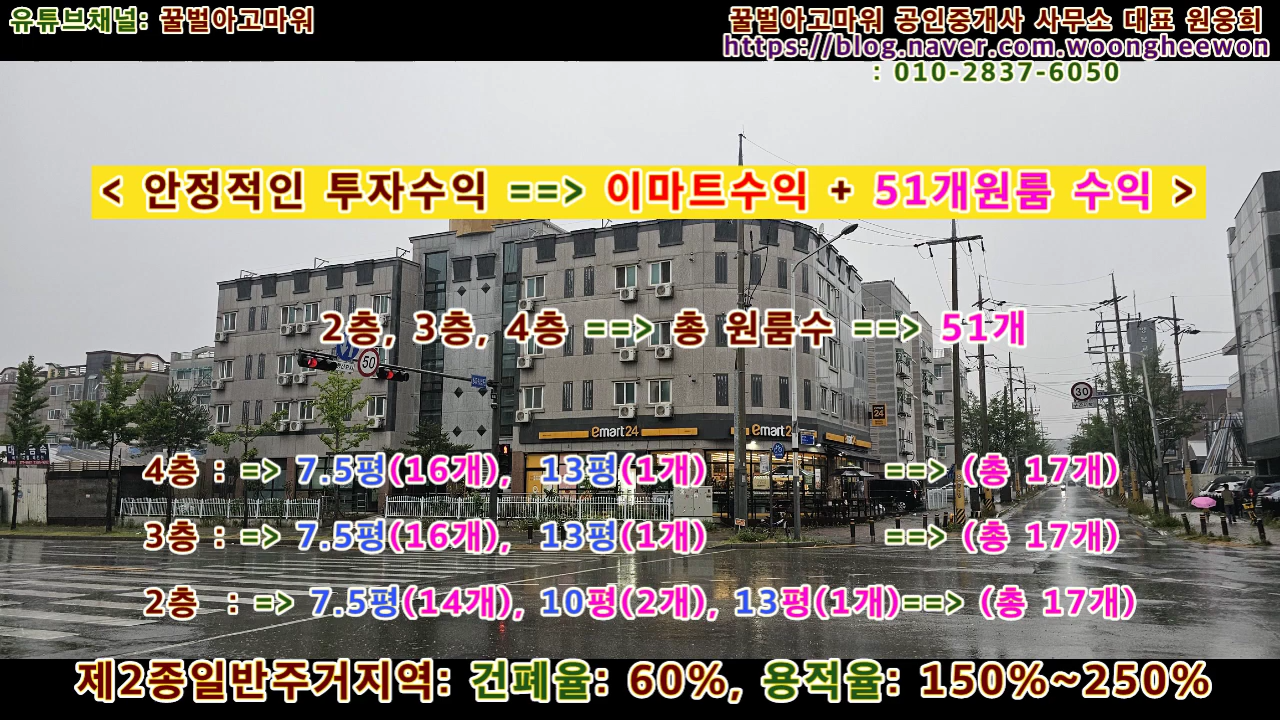 유튜브채널: 꿀벌아고마워
꿀벌아고마워 공인중개사 사무소 대표 원웅희
https://blog.naver.com.woongheewon
: 010-2837-6050
< 안정적인 투자수익 ==> 이마트수익 + 51개원룸 수익 >
2층, 3층, 4층 ==> 총 원룸수 ==> 51개
50
30
emart24
emart24
24
4층 : => 7.5평(16개), 13평(1개) ==> (총 17개)
3층 : => 7.5평(16개), 13평(1개) ==> (총 17개)
2층 : => 7.5평(14개), 10평(2개), 13평(1개)==> (총 17개)
제2종일반주거지역: 건폐율: 60%, 용적율: 150%~250%